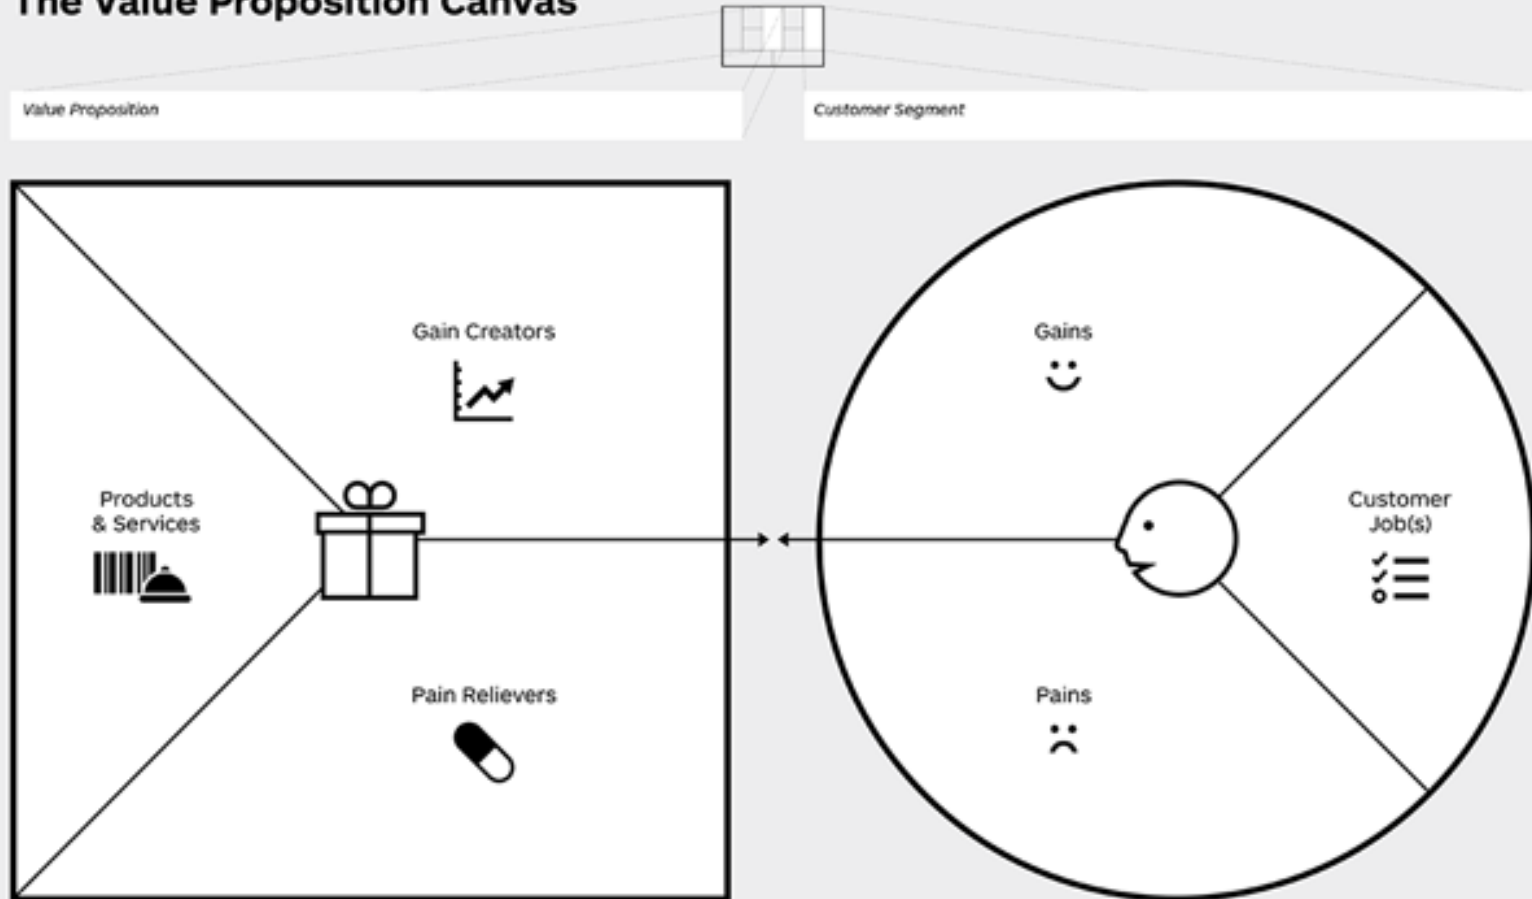 The Value Proposition Canvas
Value Proposition
Customer Segment
Gain Creators
Gains
Products
& Services
Customer
Job(s)
Pain Relievers
Pains